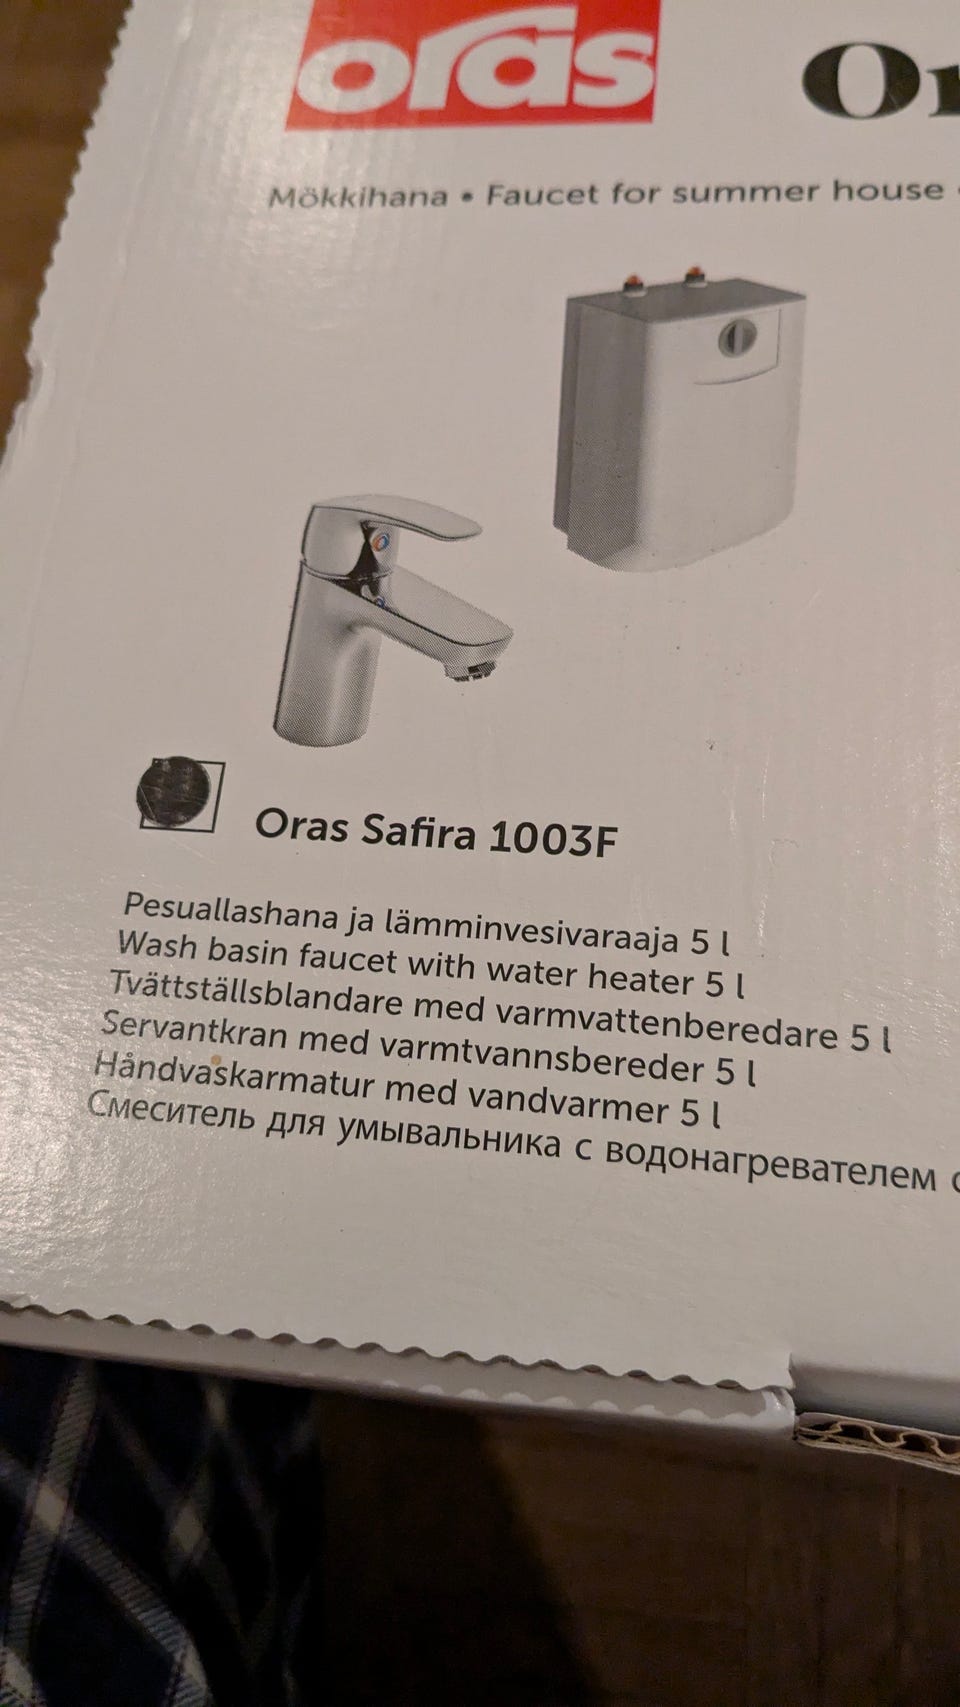 oras
Mökkihana • Faucet for summer house
Oras Safira 1003F
Pesuallashana ja lämminvesivaraaja 5 l
Wash basin faucet with water heater 5 l
Tvättställsblandare med varmvattenberedare 5 l
Servantkran med varmtvannsbereder 5 l
Håndvaskarmatur med vandvarmer 5 l
Смеситель для умывальника с водонагревателем